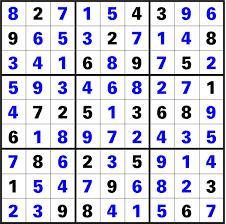 8 2 7 1 5 4 3 9 6
9 6 5 3 2 7 1 4 8
3 4 1 6 8 9 7 5 2
5 9 3 4 6 8 2 7 1
4 7 2 5 1 3 6 8 9
6 1 8 9 7 2 4 3 5
7 8 6 2 3 5 9 1 4
1 5 4 7 9 6 8 2 3
2 3 9 8 4 1 5 6 7